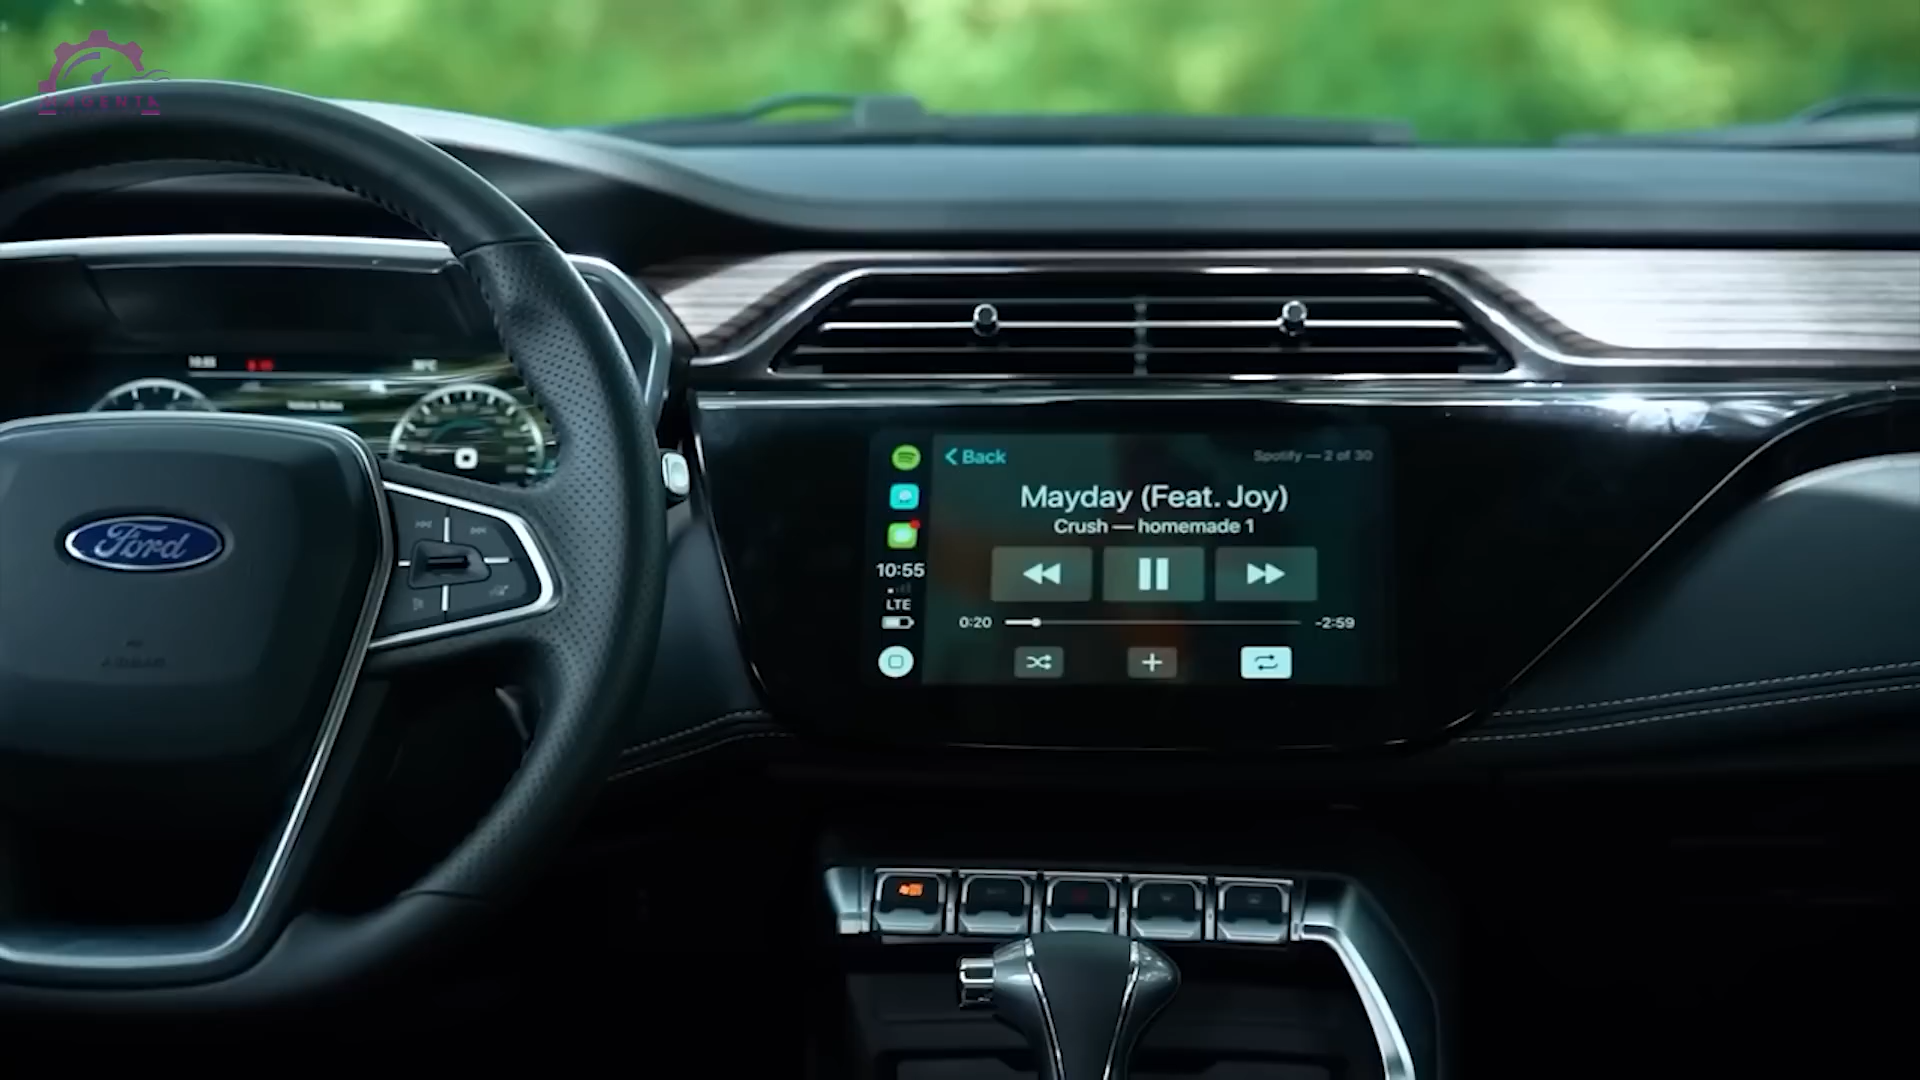 Ford
AIRBAG
Back
Spotify — 2 of 30
Mayday (Feat. Joy)
Crush — homemade 1
10:55
LTE
0:20
-2:59